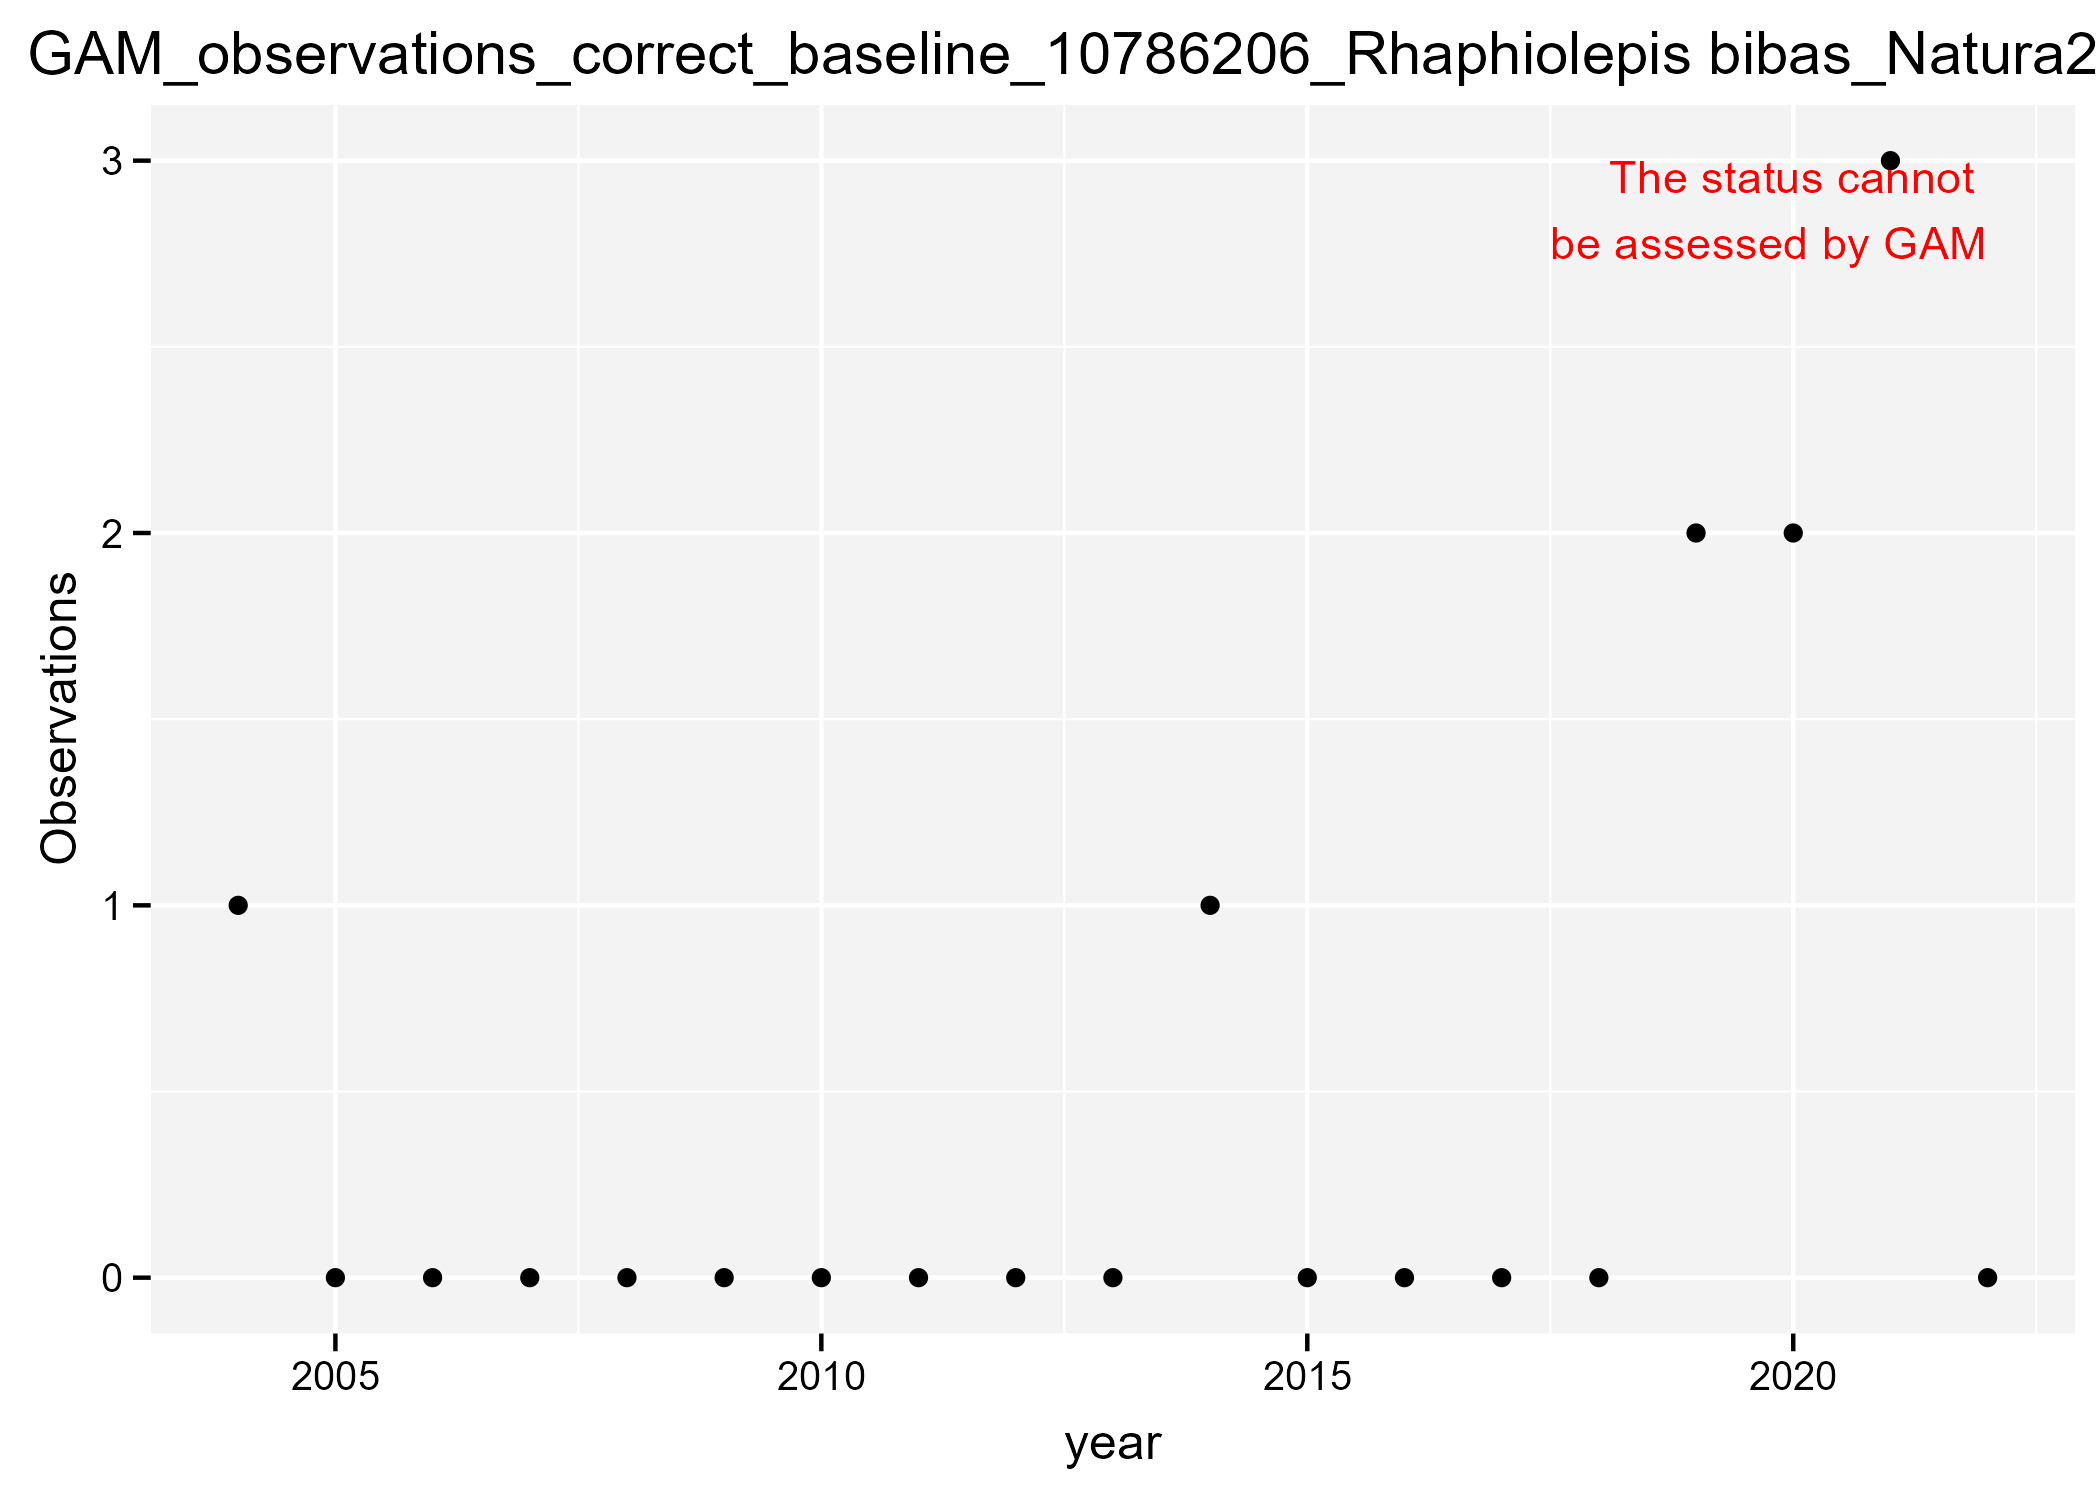 GAM_observations_correct_baseline_10786206_Rhaphiolepis bibas_Natura2
3
The status cannot
be assessed by GAM
2
Observations
1
0
2005 2010 2015 2020
year